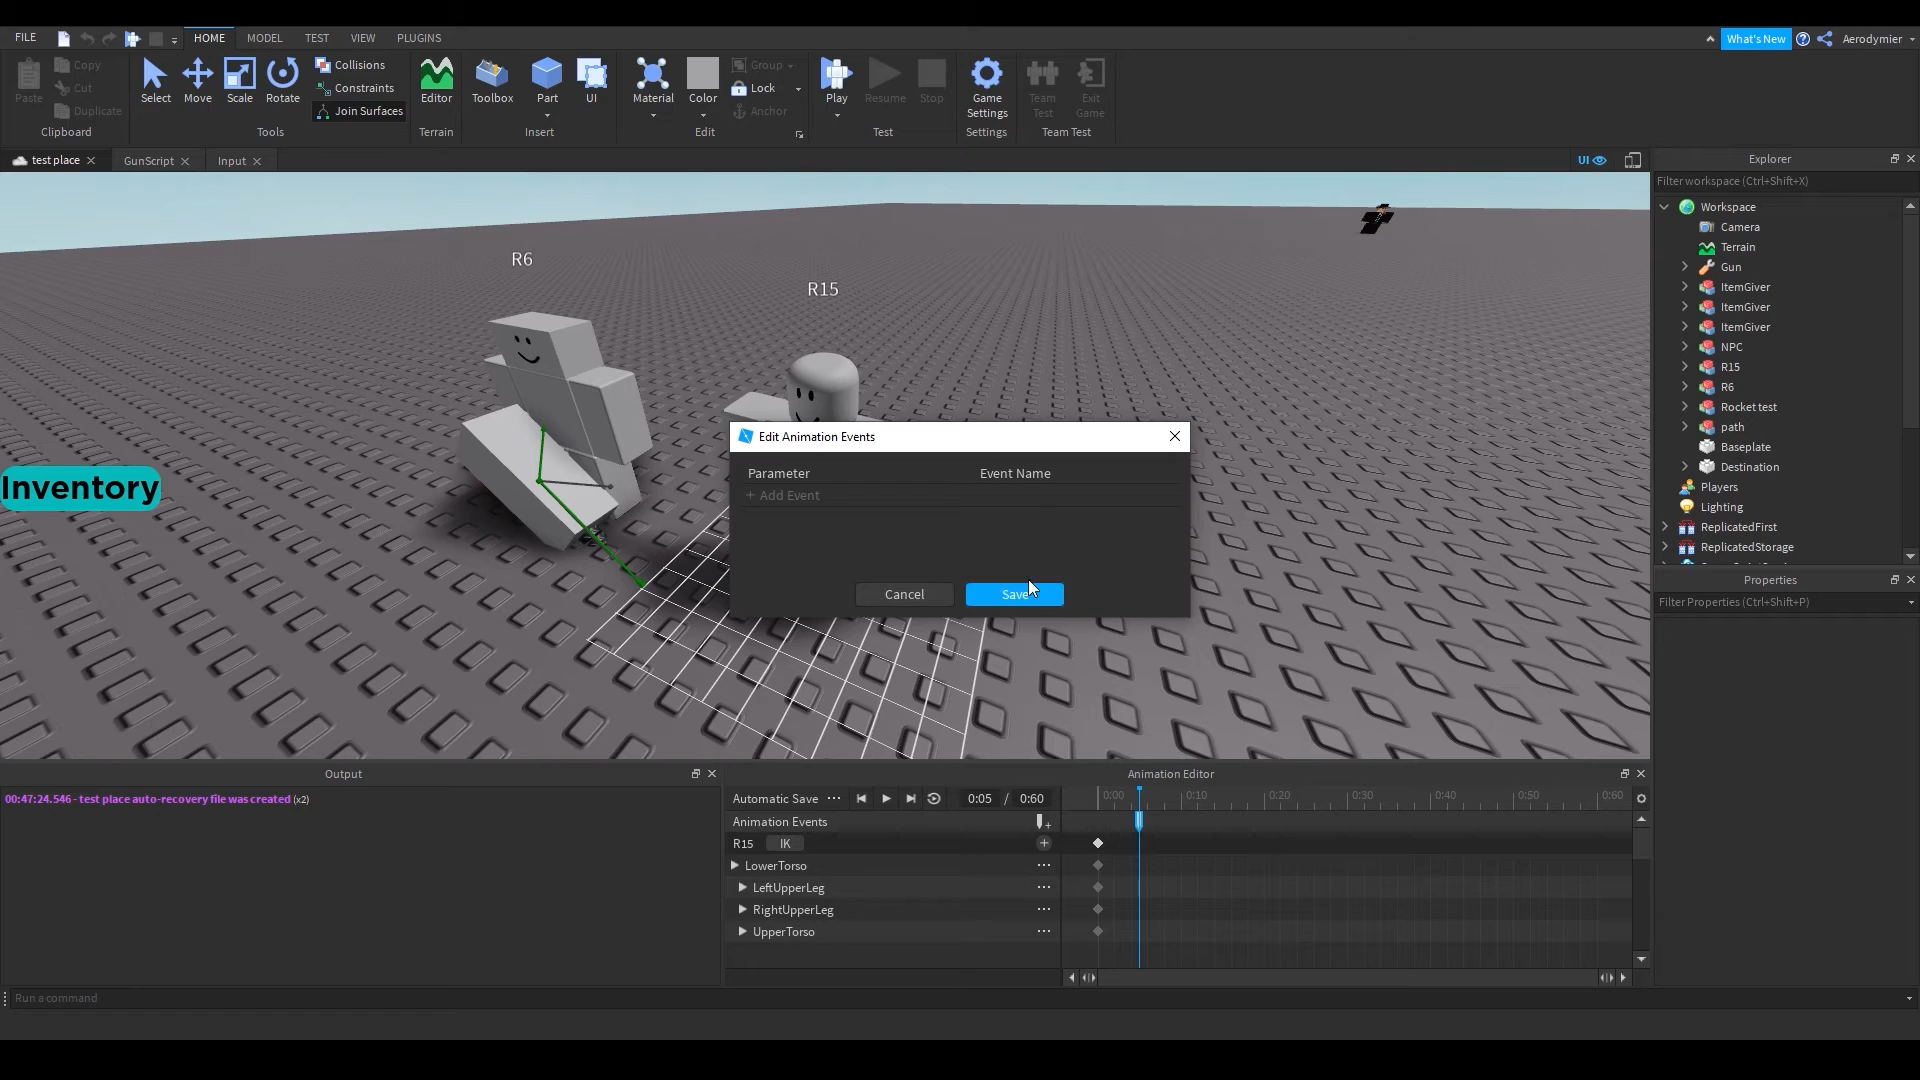 FILE HOME MODEL TEST VIEW PLUGINS What's New Aerodymier
Paste Copy Cut Duplicate Clipboard
Select Move Scale Rotate Collisions Constraints Join Surfaces Tools
Editor Terrain
Toolbox Part UI Insert
Material Color Group Lock Anchor Edit
Play Resume Stop Test
Game Settings Settings
Team Test Exit Game Team Test
test place GunScript Input UI
Explorer
Filter workspace (Ctrl+Shift+X)
Workspace
Camera
Terrain
Gun
ItemGiver
ItemGiver
ItemGiver
NPC
R15
R6
Rocket test
path
Baseplate
Destination
Players
Lighting
ReplicatedFirst
ReplicatedStorage
Properties
Filter Properties (Ctrl+Shift+P)
R6
R15
Inventory
Edit Animation Events
Parameter Event Name
+ Add Event
Cancel Save
Output
00:47:24.546 - test place auto-recovery file was created (x2)
Animation Editor
Automatic Save 0:05 / 0:60 0:00 0:10 0:20 0:30 0:40 0:50 0:60
Animation Events
R15 IK
LowerTorso
LeftUpperLeg
RightUpperLeg
UpperTorso
Run a command